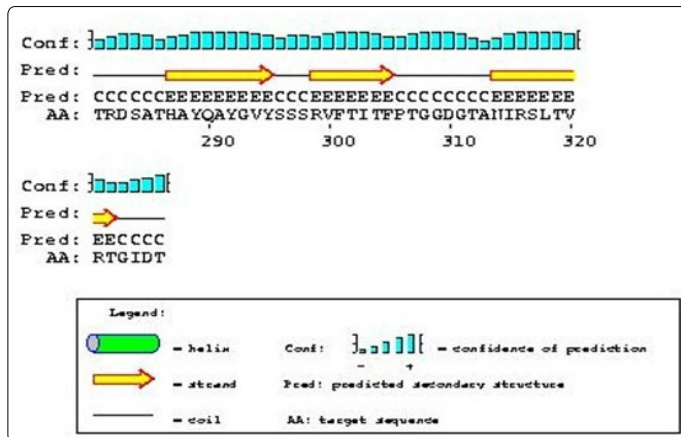 Conf:
Pred:
Pred: CCCCCCEEEEEEEEECCCEEEEEEECCCCCCCCEEEEEEE
AA: TRDSATHAYQAYGVYSSSRVFTITFPTGGDGTANIRSLTV
290 300 310 320
Conf:
Pred:
Pred: EECCCC
AA: RTGIDT
Legend:
= helix Conf: = confidence of prediction
- +
= strand Pred: predicted secondary structure
= coil AA: target sequence